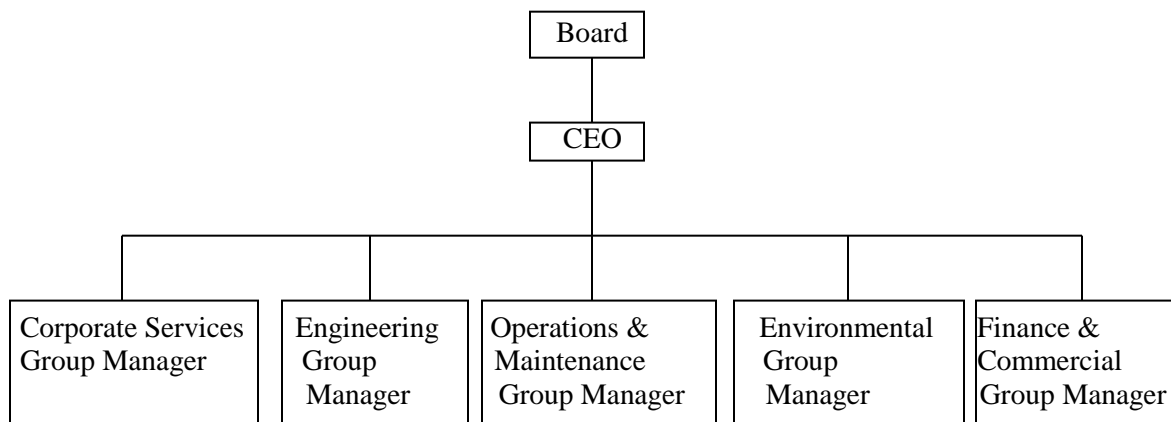 Board
CEO
Corporate Services
Group Manager
Engineering
Group
Manager
Operations &
Maintenance
Group Manager
Environmental
Group
Manager
Finance &
Commercial
Group Manager